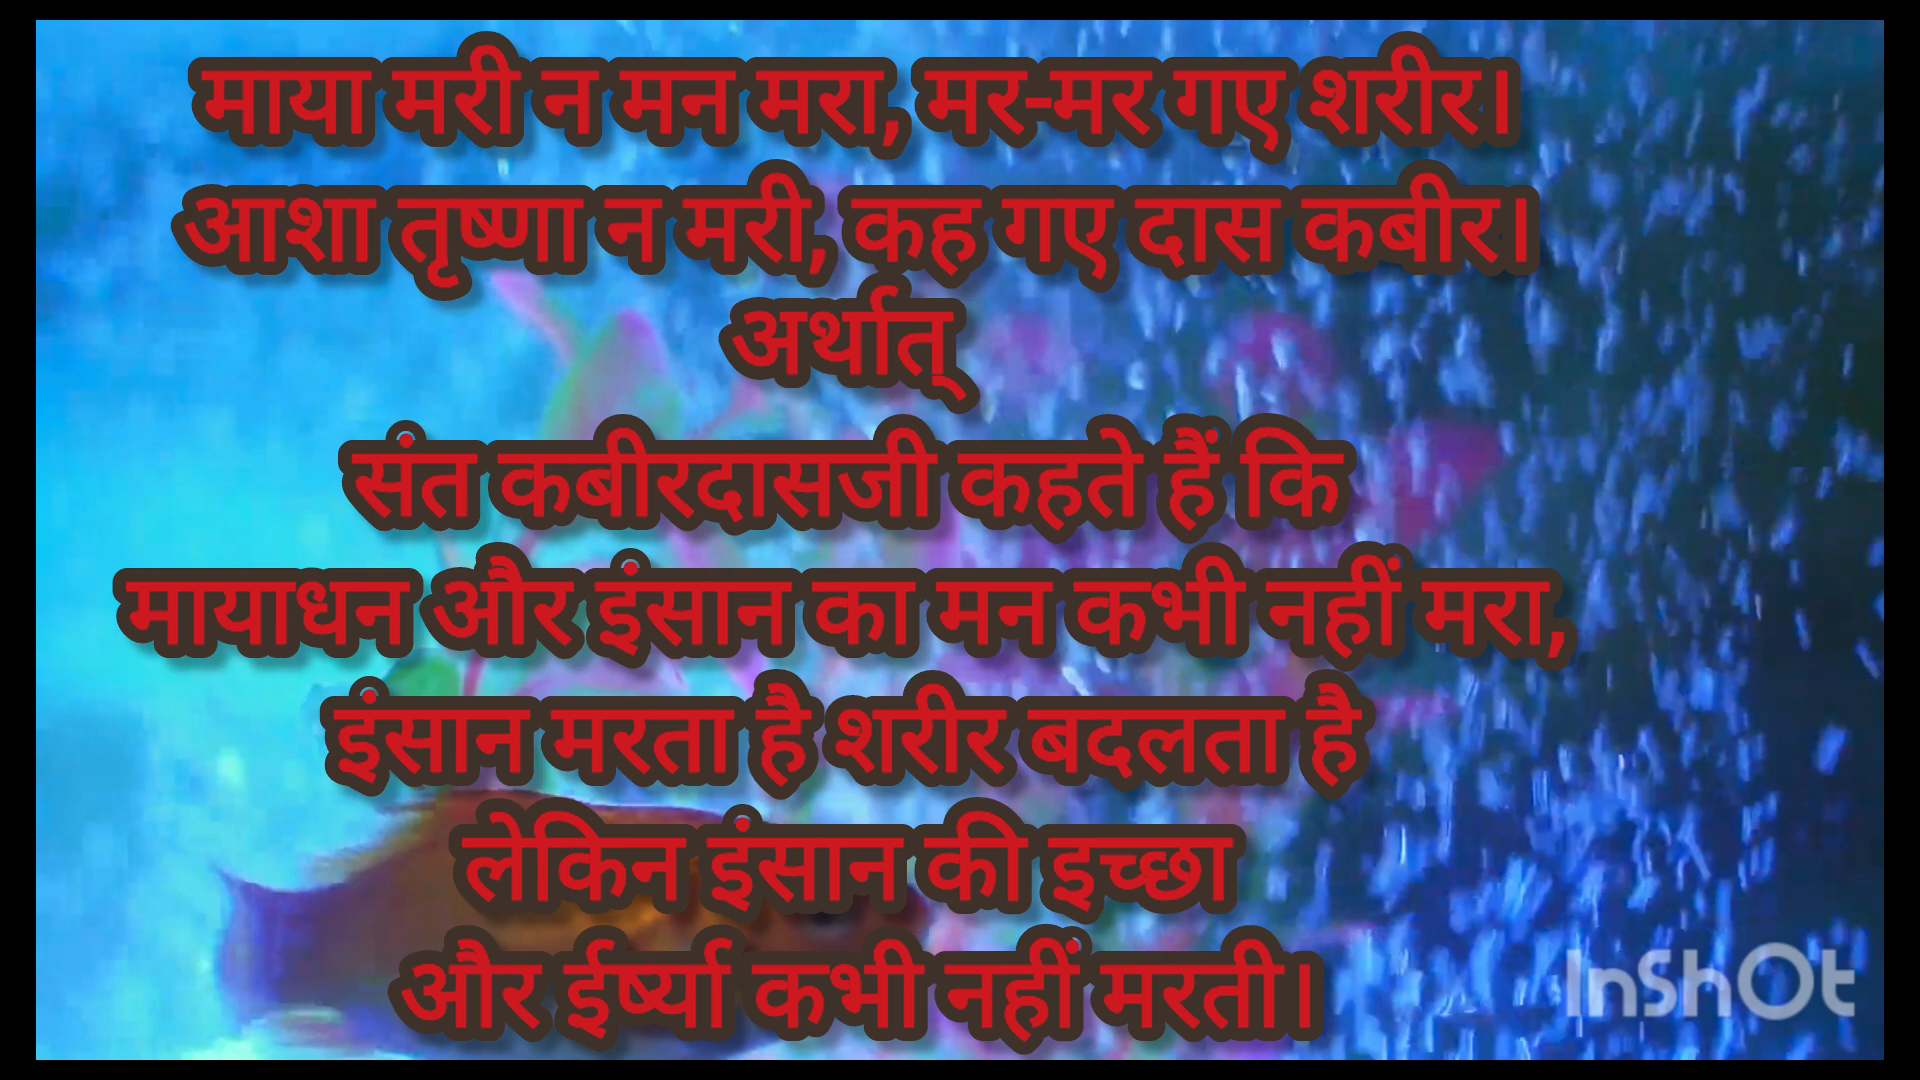 माया मरी न मन मरा, मर-मर गए शरीर।
आशा तृष्णा न मरी, कह गए दास कबीर।
अर्थात्
संत कबीरदासजी कहते हैं कि
मायाधन और इंसान का मन कभी नहीं मरा,
इंसान मरता है शरीर बदलता है
लेकिन इंसान की इच्छा
और ईर्ष्या कभी नहीं मरती।
InShOt